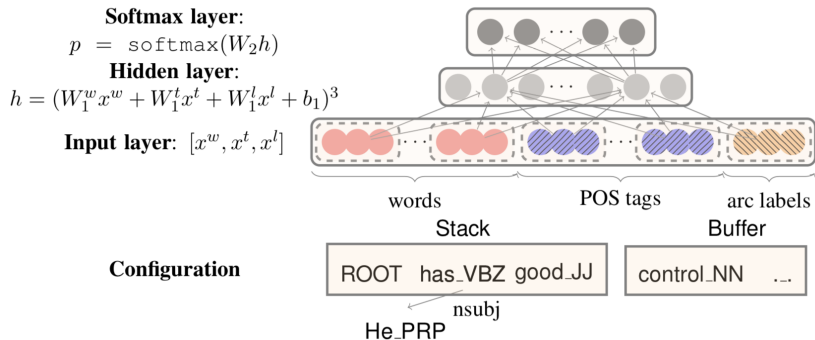 Softmax layer:
p = softmax(W₂h)
Hidden layer:
h = (W₁ʷxʷ + W₁ᵗxᵗ + W₁ˡxˡ + b₁)³
Input layer: [xʷ, xᵗ, xˡ]
... ...
... ...
words POS tags arc labels
Stack Buffer
Configuration
ROOT has_VBZ good_JJ control_NN ._.
nsubj
He_PRP